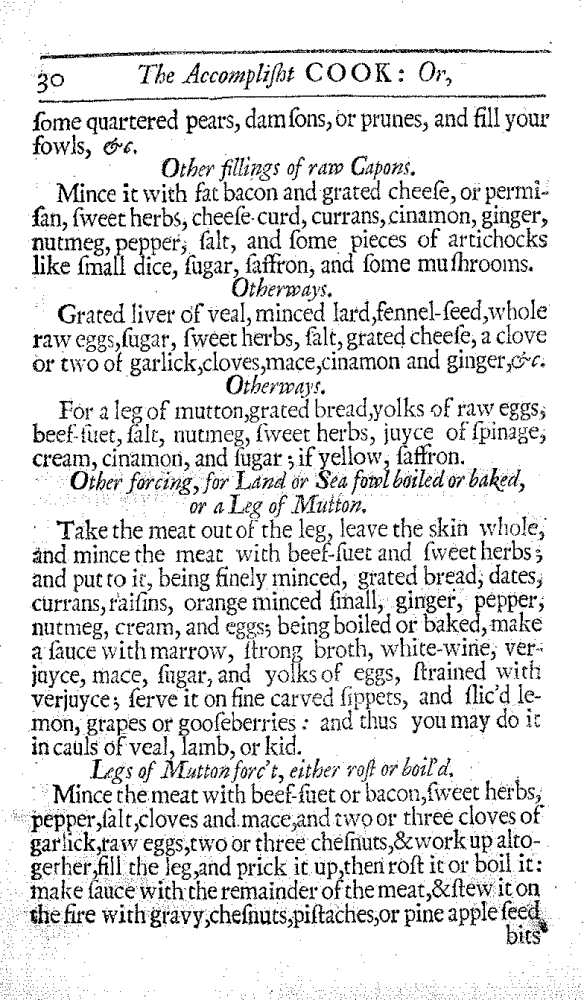 30 The Accompliſht COOK: Or,
ſome quartered pears, damſons, or prunes, and fill your
fowls, &c.
Other fillings of raw Capons.
Mince it with fat bacon and grated cheeſe, or permi-
ſan, ſweet herbs, cheeſe-curd, currans, cinamon, ginger,
nutmeg, pepper, ſalt, and ſome pieces of artichocks
like ſmall dice, ſugar, ſaffron, and ſome muſhrooms.
Otherways.
Grated liver of veal, minced lard, fennel-ſeed, whole
raw eggs, ſugar, ſweet herbs, ſalt, grated cheeſe, a clove
or two of garlick, cloves, mace, cinamon and ginger, &c.
Otherways.
For a leg of mutton, grated bread, yolks of raw eggs,
beef-ſuet, ſalt, nutmeg, ſweet herbs, juyce of ſpinage,
cream, cinamon, and ſugar; if yellow, ſaffron.
Other forcing, for Land or Sea fowl boiled or baked,
or a Leg of Mutton.
Take the meat out of the leg, leave the skin whole,
and mince the meat with beef-ſuet and ſweet herbs;
and put to it, being finely minced, grated bread, dates,
currans, raiſins, orange minced ſmall, ginger, pepper,
nutmeg, cream, and eggs; being boiled or baked, make
a ſauce with marrow, ſtrong broth, white-wine, ver-
juyce, mace, ſugar, and yolks of eggs, ſtrained with
verjuyce; ſerve it on fine carved ſippets, and ſlic'd le-
mon, grapes or gooſeberries: and thus you may do it
in cauls of veal, lamb, or kid.
Legs of Mutton forc't, either roſt or boil'd.
Mince the meat with beef-ſuet or bacon, ſweet herbs,
pepper, ſalt, cloves and mace, and two or three cloves of
garlick, raw eggs, two or three cheſnuts, & work up alto-
gether, fill the leg, and prick it up, then roſt it or boil it:
make ſauce with the remainder of the meat, & ſtew it on
the fire with gravy, cheſnuts, piſtaches, or pine apple ſeed
bits